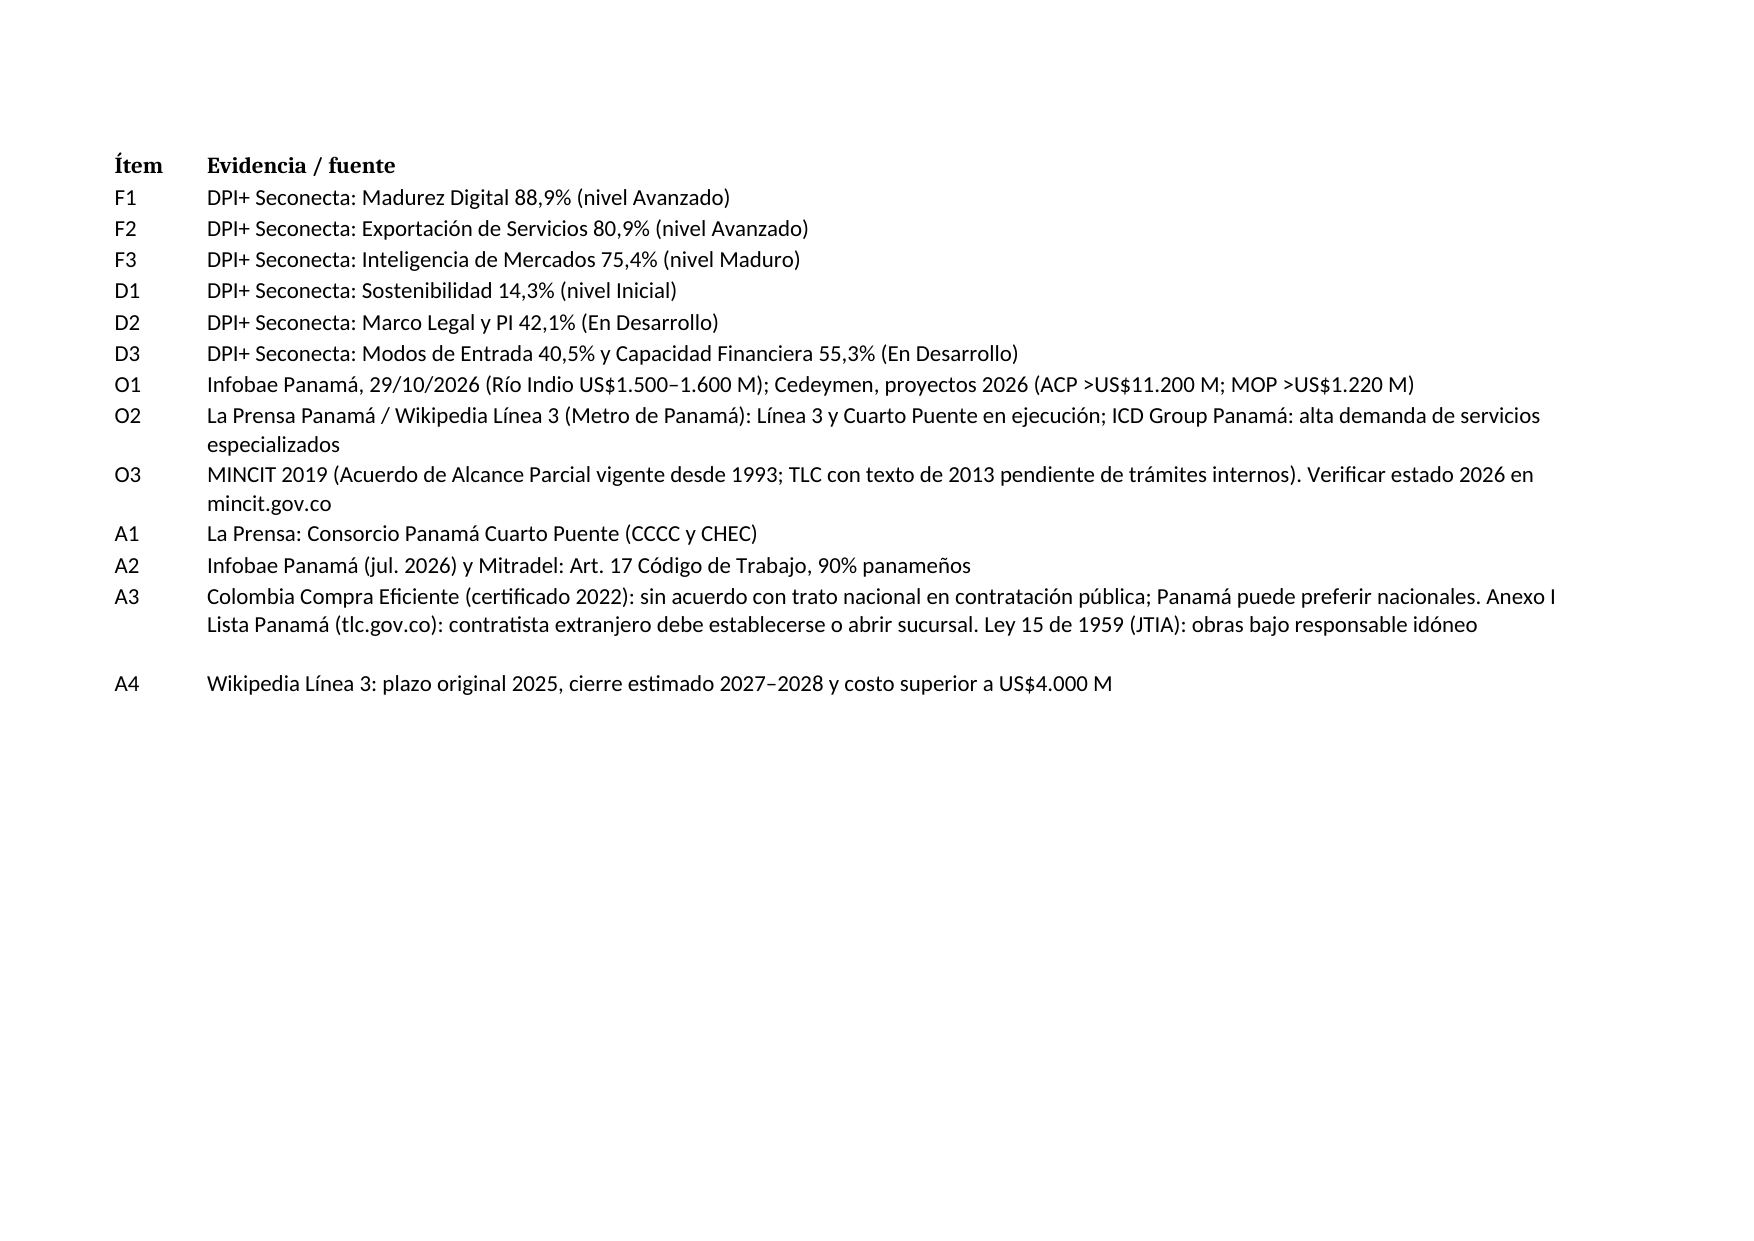 Ítem Evidencia / fuente
F1 DPI+ Seconecta: Madurez Digital 88,9% (nivel Avanzado)
F2 DPI+ Seconecta: Exportación de Servicios 80,9% (nivel Avanzado)
F3 DPI+ Seconecta: Inteligencia de Mercados 75,4% (nivel Maduro)
D1 DPI+ Seconecta: Sostenibilidad 14,3% (nivel Inicial)
D2 DPI+ Seconecta: Marco Legal y PI 42,1% (En Desarrollo)
D3 DPI+ Seconecta: Modos de Entrada 40,5% y Capacidad Financiera 55,3% (En Desarrollo)
O1 Infobae Panamá, 29/10/2026 (Río Indio US$1.500–1.600 M); Cedeymen, proyectos 2026 (ACP >US$11.200 M; MOP >US$1.220 M)
O2 La Prensa Panamá / Wikipedia Línea 3 (Metro de Panamá): Línea 3 y Cuarto Puente en ejecución; ICD Group Panamá: alta demanda de servicios
especializados
O3 MINCIT 2019 (Acuerdo de Alcance Parcial vigente desde 1993; TLC con texto de 2013 pendiente de trámites internos). Verificar estado 2026 en
mincit.gov.co
A1 La Prensa: Consorcio Panamá Cuarto Puente (CCCC y CHEC)
A2 Infobae Panamá (jul. 2026) y Mitradel: Art. 17 Código de Trabajo, 90% panameños
A3 Colombia Compra Eficiente (certificado 2022): sin acuerdo con trato nacional en contratación pública; Panamá puede preferir nacionales. Anexo I
Lista Panamá (tlc.gov.co): contratista extranjero debe establecerse o abrir sucursal. Ley 15 de 1959 (JTIA): obras bajo responsable idóneo
A4 Wikipedia Línea 3: plazo original 2025, cierre estimado 2027–2028 y costo superior a US$4.000 M